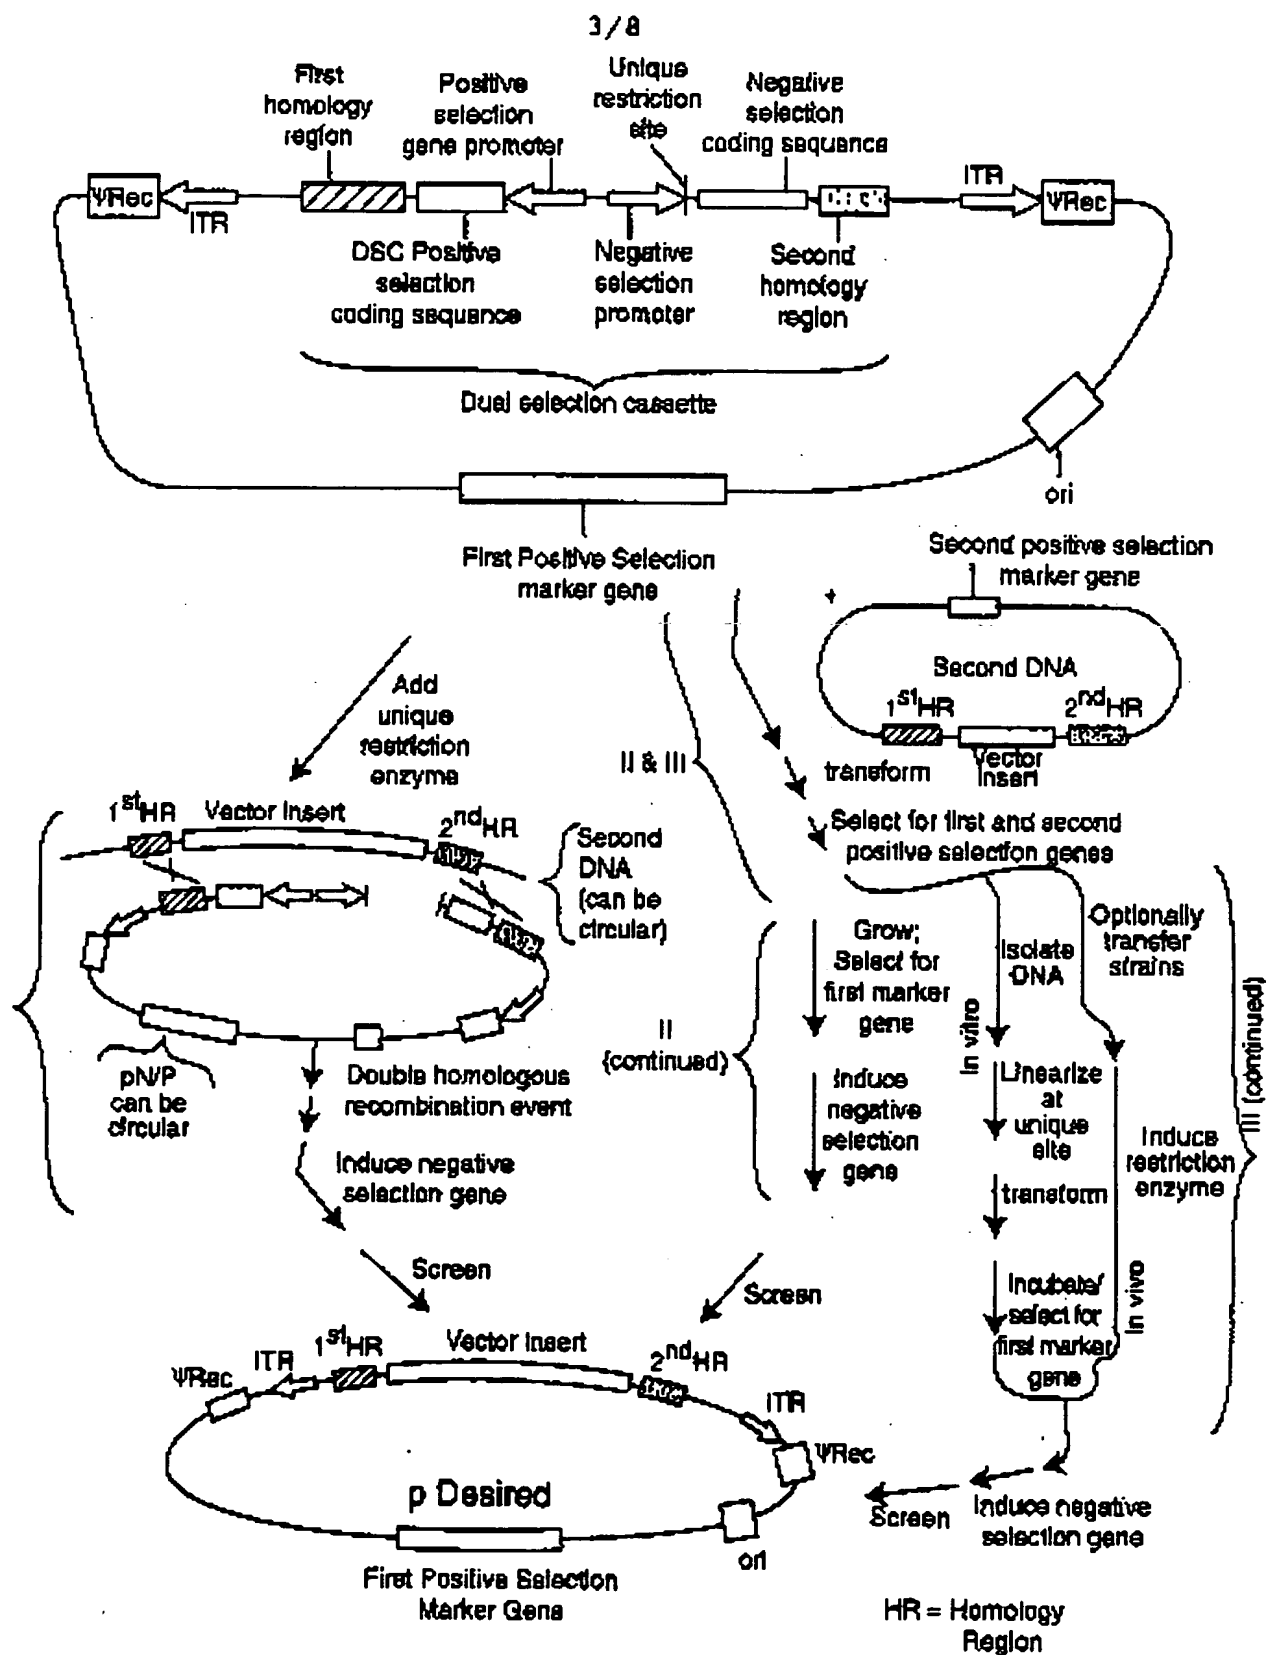 3/8
First
homology
region
Positive
selection
gene promoter
Unique
restriction
site
Negative
selection
coding sequence
ΨRec
ITR
ITR
ΨRec
DSC Positive
selection
coding sequence
Negative
selection
promoter
Second
homology
region
Dual selection cassette
ori
First Positive Selection
marker gene
Second positive selection
marker gene
+
Second DNA
1st HR
2nd HR
Vector
Insert
Add
unique
restriction
enzyme
II & III
transform
Select for first and second
positive selection genes
1st HR
Vector Insert
2nd HR
Second
DNA
(can be
circular)
pN/P
can be
circular
Double homologous
recombination event
Induce negative
selection gene
Screen
II
(continued)
Grow;
Select for
first marker
gene
Induce
negative
selection
gene
Screen
Isolate
DNA
In vitro
Linearize
at
unique
site
transform
Incubate/
select for
first marker
gene
Optionally
transfer
strains
Induce
restriction
enzyme
In vivo
III (continued)
Induce negative
selection gene
Screen
ΨRec
ITR
1st HR
Vector Insert
2nd HR
ITR
ΨRec
p Desired
ori
First Positive Selection
Marker Gene
HR = Homology
Region